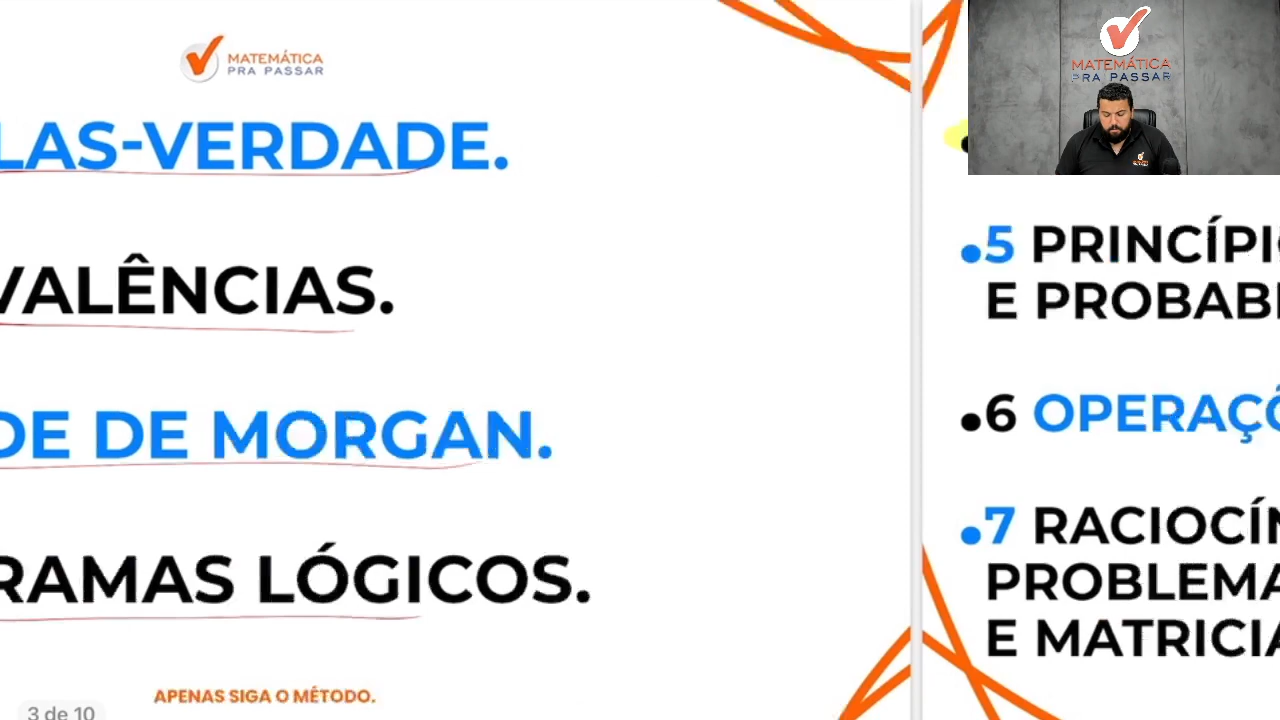 MATEMÁTICA
PRA PASSAR
LAS-VERDADE.
VALÊNCIAS.
DE DE MORGAN.
RAMAS LÓGICOS.
APENAS SIGA O MÉTODO.
3 de 10
MATEMÁTICA
PRA PASSAR
•5 PRINCÍPI
E PROBABI
•6 OPERAÇÕ
•7 RACIOCÍN
PROBLEMA
E MATRICIA